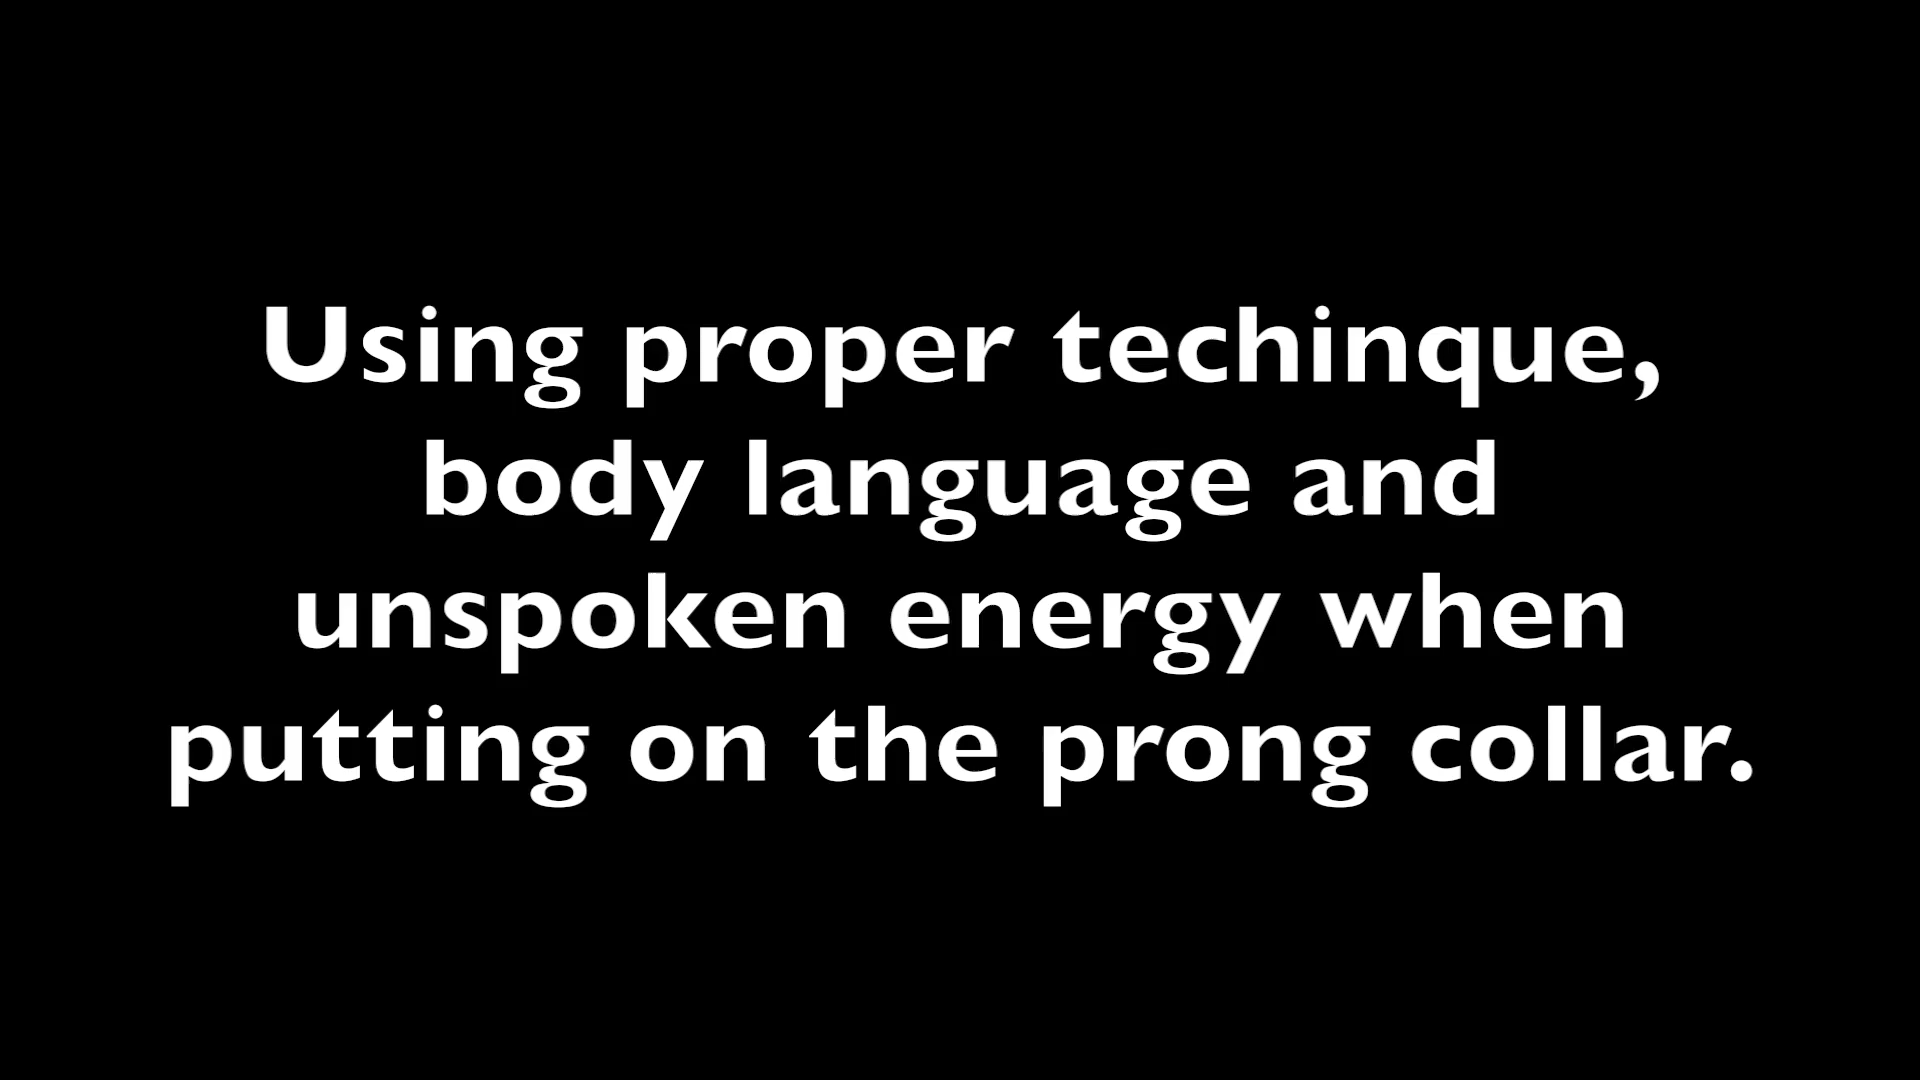 Using proper techinque,
body language and
unspoken energy when
putting on the prong collar.